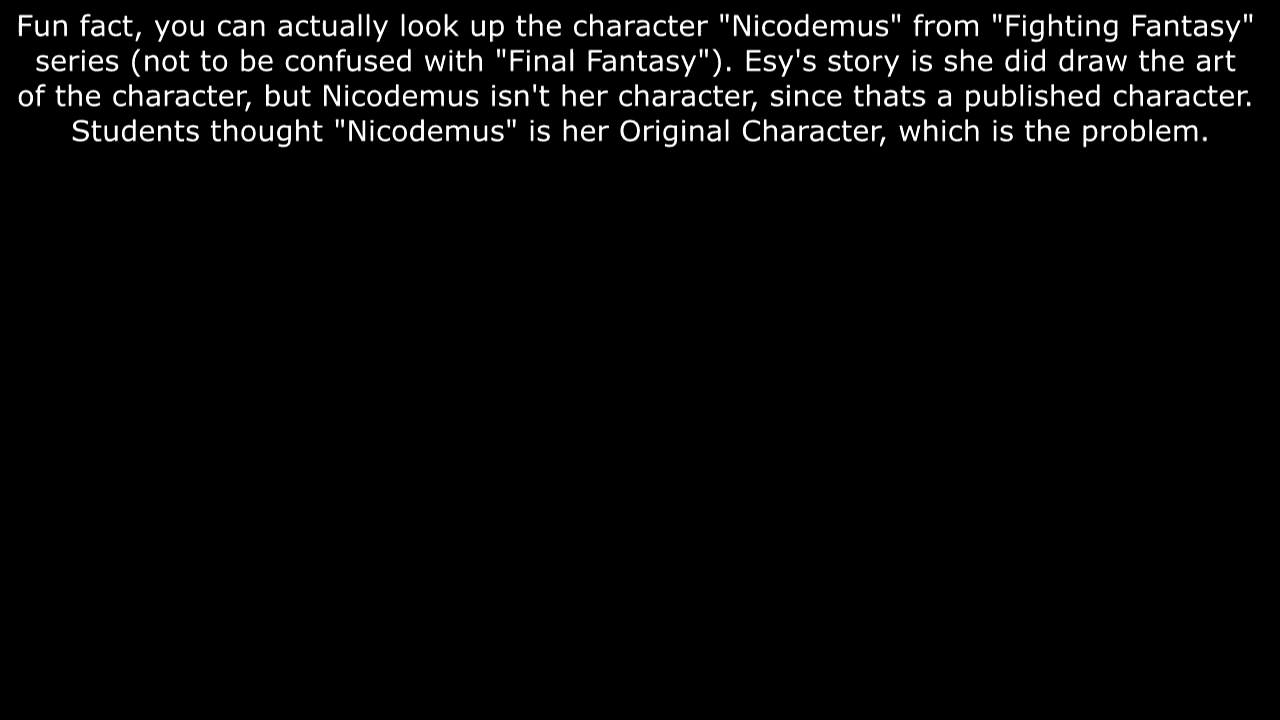 Fun fact, you can actually look up the character "Nicodemus" from "Fighting Fantasy"
series (not to be confused with "Final Fantasy"). Esy's story is she did draw the art
of the character, but Nicodemus isn't her character, since thats a published character.
Students thought "Nicodemus" is her Original Character, which is the problem.